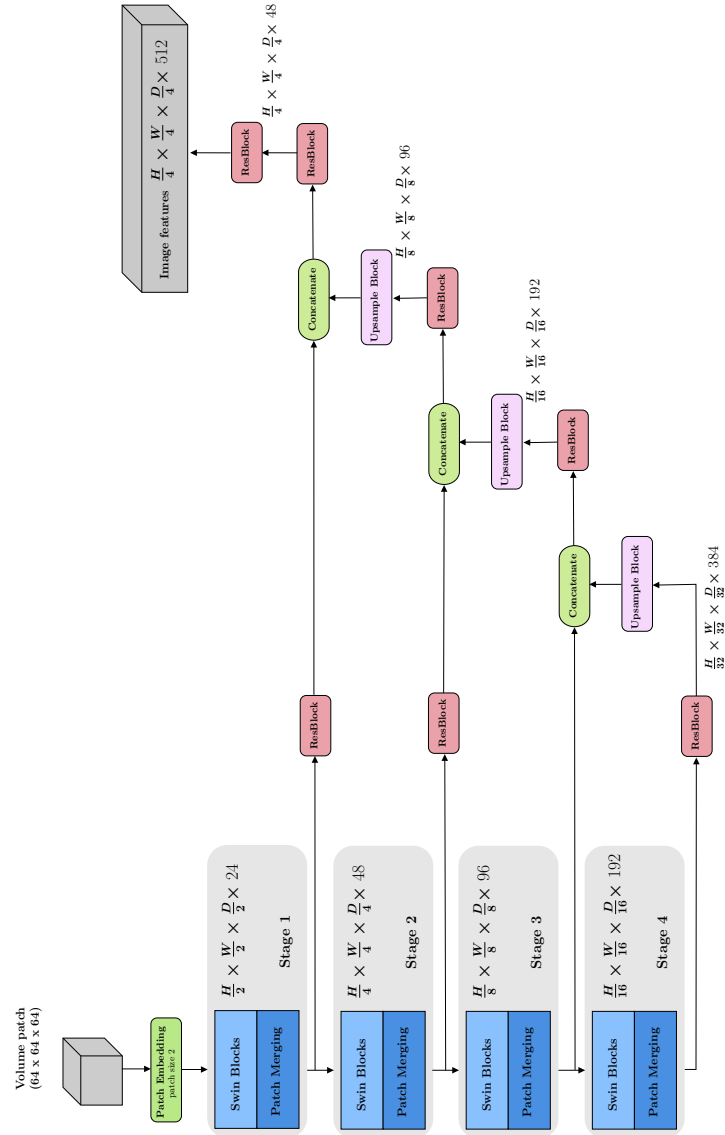 Volume patch
(64 x 64 x 64)
Patch Embedding
patch size 2
Swin Blocks
Patch Merging
H/2 × W/2 × D/2 × 24
Stage 1
Swin Blocks
Patch Merging
H/4 × W/4 × D/4 × 48
Stage 2
Swin Blocks
Patch Merging
H/8 × W/8 × D/8 × 96
Stage 3
Swin Blocks
Patch Merging
H/16 × W/16 × D/16 × 192
Stage 4
ResBlock
ResBlock
ResBlock
H/32 × W/32 × D/32 × 384
Upsample Block
Concatenate
ResBlock
H/16 × W/16 × D/16 × 192
Upsample Block
Concatenate
ResBlock
H/8 × W/8 × D/8 × 96
Upsample Block
Concatenate
ResBlock
ResBlock
H/4 × W/4 × D/4 × 48
Image features H/4 × W/4 × D/4 × 512